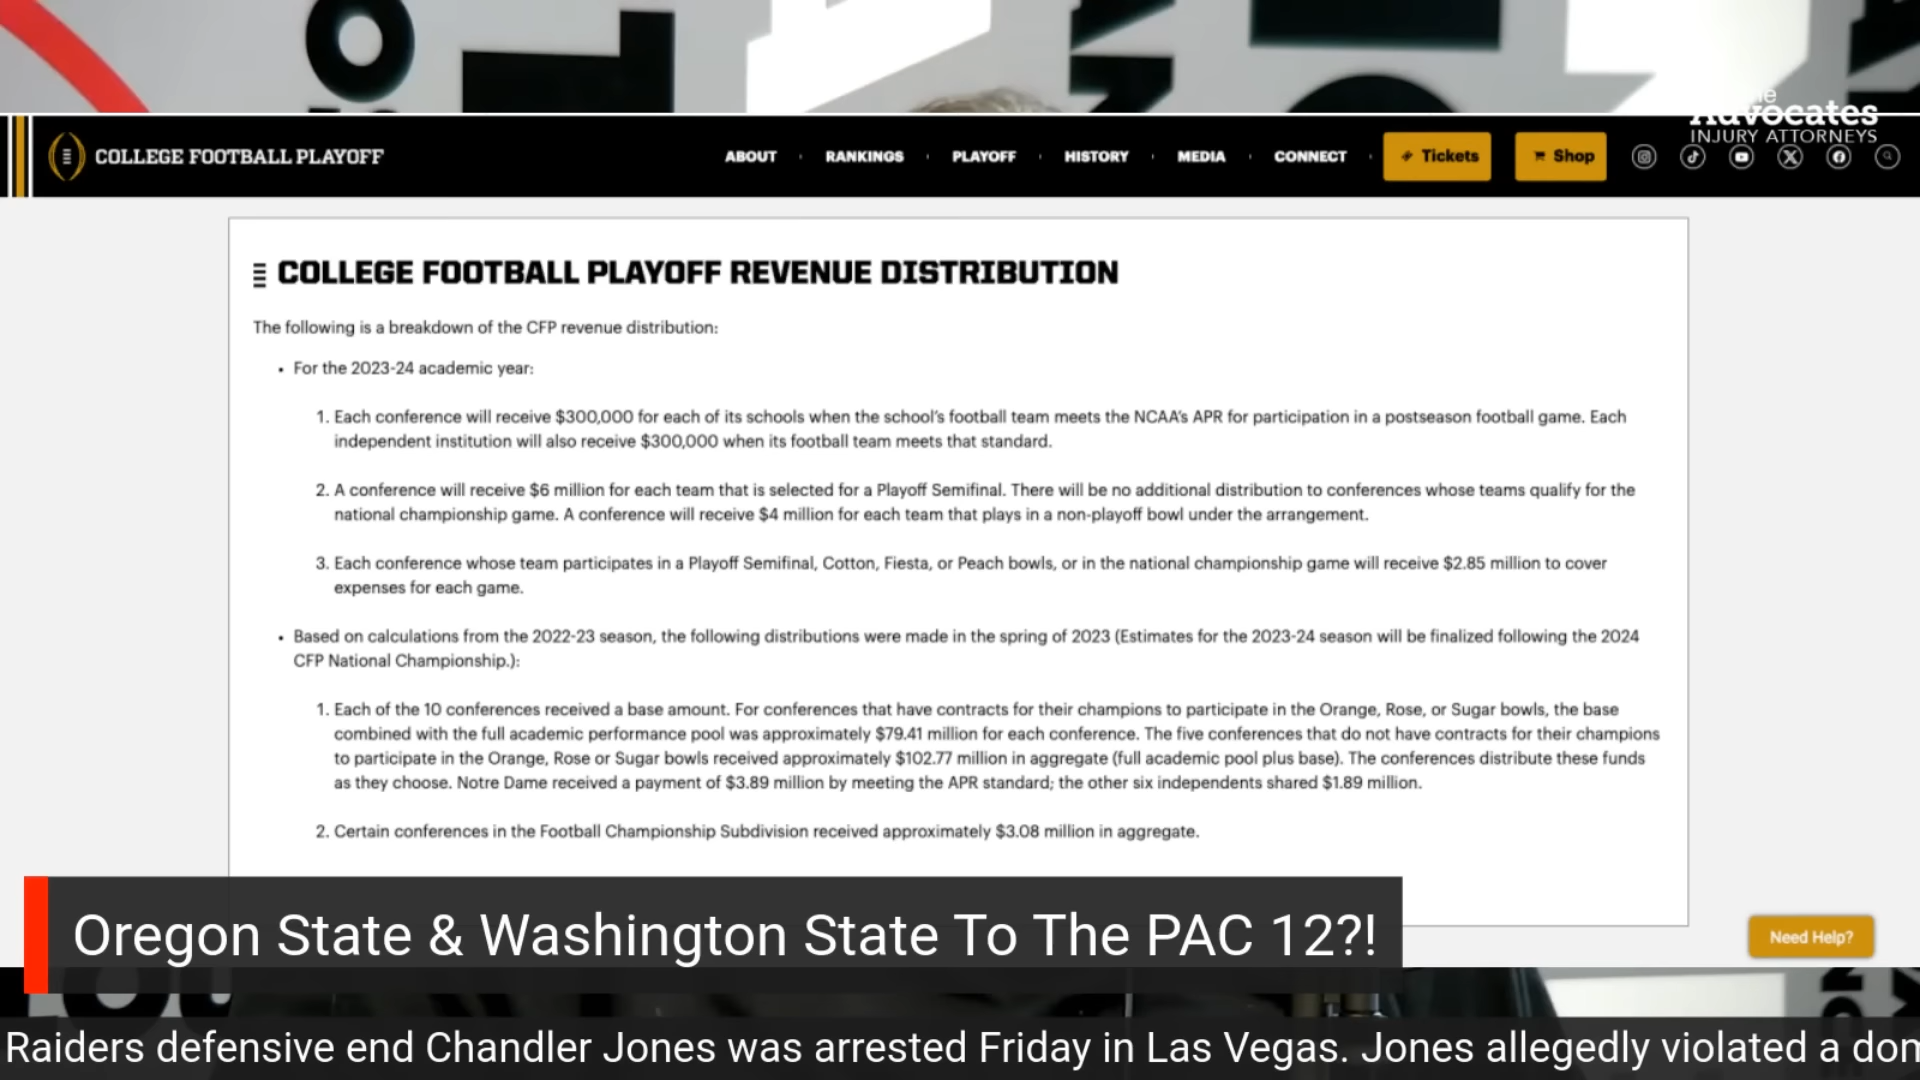 The
Advocates
INJURY ATTORNEYS
COLLEGE FOOTBALL PLAYOFF
ABOUT
RANKINGS
PLAYOFF
HISTORY
MEDIA
CONNECT
Tickets
Shop
COLLEGE FOOTBALL PLAYOFF REVENUE DISTRIBUTION
The following is a breakdown of the CFP revenue distribution:
• For the 2023-24 academic year:
1. Each conference will receive $300,000 for each of its schools when the school's football team meets the NCAA's APR for participation in a postseason football game. Each
independent institution will also receive $300,000 when its football team meets that standard.
2. A conference will receive $6 million for each team that is selected for a Playoff Semifinal. There will be no additional distribution to conferences whose teams qualify for the
national championship game. A conference will receive $4 million for each team that plays in a non-playoff bowl under the arrangement.
3. Each conference whose team participates in a Playoff Semifinal, Cotton, Fiesta, or Peach bowls, or in the national championship game will receive $2.85 million to cover
expenses for each game.
• Based on calculations from the 2022-23 season, the following distributions were made in the spring of 2023 (Estimates for the 2023-24 season will be finalized following the 2024
CFP National Championship.):
1. Each of the 10 conferences received a base amount. For conferences that have contracts for their champions to participate in the Orange, Rose, or Sugar bowls, the base
combined with the full academic performance pool was approximately $79.41 million for each conference. The five conferences that do not have contracts for their champions
to participate in the Orange, Rose or Sugar bowls received approximately $102.77 million in aggregate (full academic pool plus base). The conferences distribute these funds
as they choose. Notre Dame received a payment of $3.89 million by meeting the APR standard; the other six independents shared $1.89 million.
2. Certain conferences in the Football Championship Subdivision received approximately $3.08 million in aggregate.
Need Help?
Oregon State & Washington State To The PAC 12?!
Raiders defensive end Chandler Jones was arrested Friday in Las Vegas. Jones allegedly violated a dom